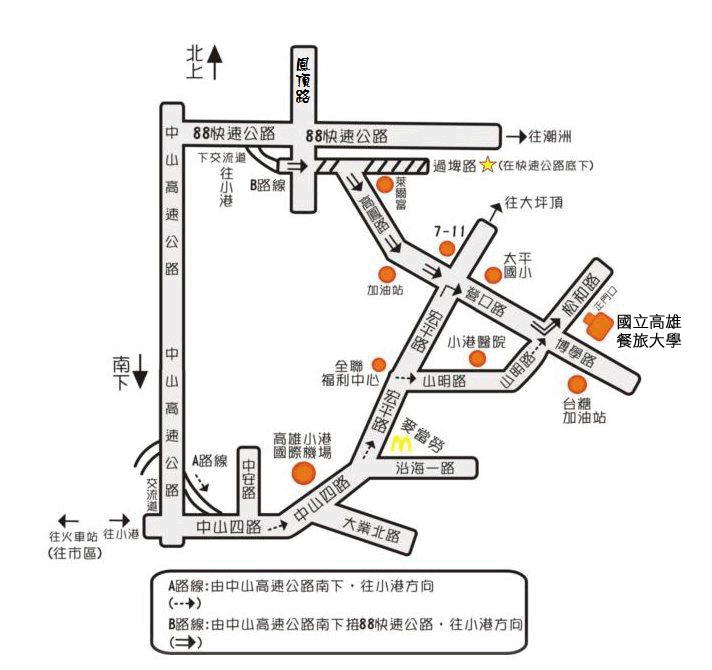 北上
鳳頂路
中山高速公路
88快速公路
88快速公路
往潮洲
下交流道
往小港
B路線
過埤路
(在快速公路底下)
萊爾富
高鳳路
往大坪頂
7-11
太平
國小
加油站
營口路
松和路
正門口
國立高雄
餐旅大學
宏平路
小港醫院
博學路
南下
中山高速公路
全聯
福利中心
山明路
山明路
台糖
加油站
宏平路
麥當勞
高雄小港
國際機場
A路線
中安路
沿海一路
交流道
中山四路
中山四路
大業北路
往火車站
(往市區)
往小港
A路線:由中山高速公路南下,往小港方向
(⇢)
B路線:由中山高速公路南下接88快速公路,往小港方向
(⇒)